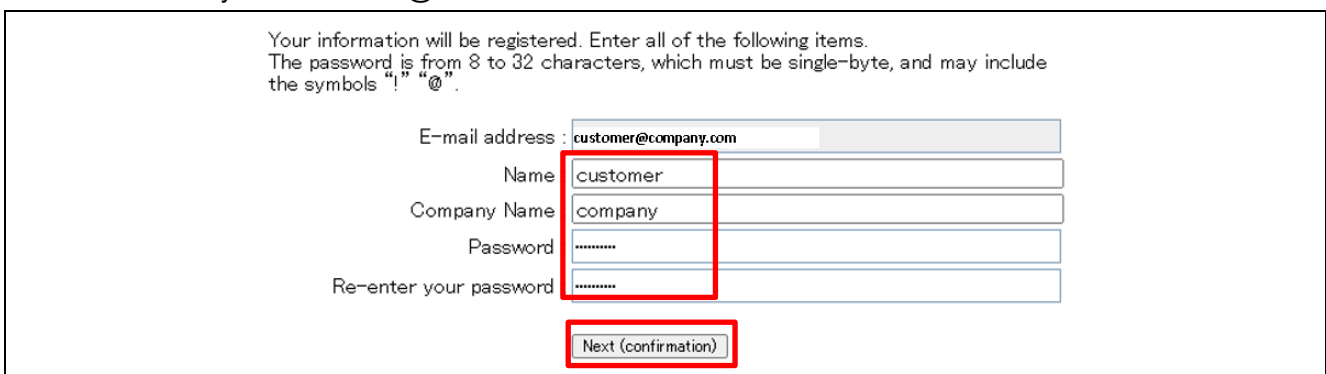 Your information will be registered. Enter all of the following items.
The password is from 8 to 32 characters, which must be single-byte, and may include
the symbols “!” “@”.
E-mail address : customer@company.com
Name customer
Company Name company
Password ··········
Re-enter your password ··········
Next (confirmation)